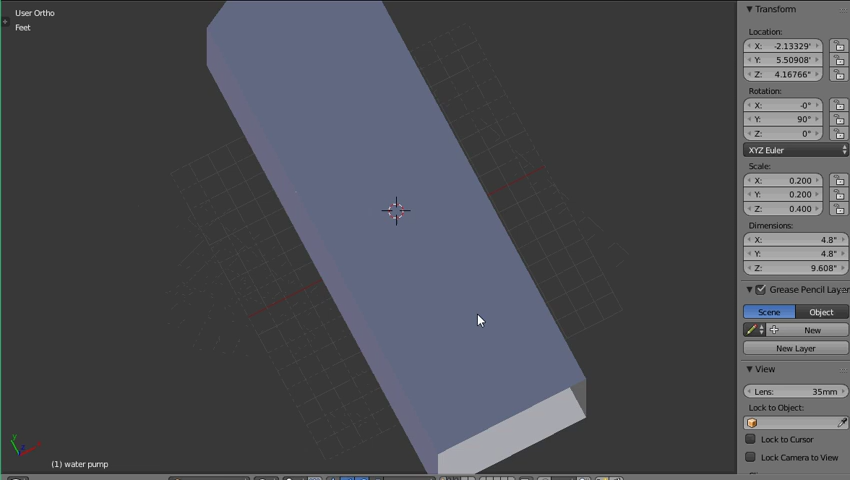 User Ortho
Feet
(1) water pump
Transform
Location:
X: -2.13329'
Y: 5.50908'
Z: 4.16766"
Rotation:
X: -0°
Y: 90°
Z: 0°
XYZ Euler
Scale:
X: 0.200
Y: 0.200
Z: 0.400
Dimensions:
X: 4.8"
Y: 4.8"
Z: 9.608"
Grease Pencil Layer
Scene Object
New
New Layer
View
Lens: 35mm
Lock to Object:
Lock to Cursor
Lock Camera to View